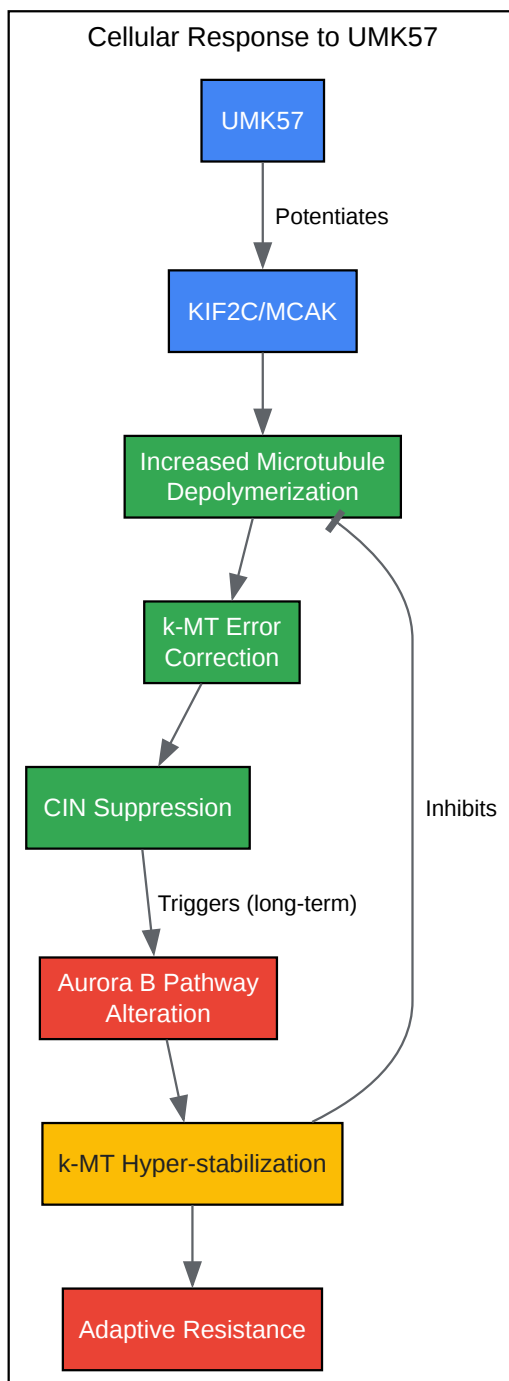 Cellular Response to UMK57
UMK57
Potentiates
KIF2C/MCAK
Increased Microtubule
Depolymerization
k-MT Error
Correction
CIN Suppression
Inhibits
Triggers (long-term)
Aurora B Pathway
Alteration
k-MT Hyper-stabilization
Adaptive Resistance